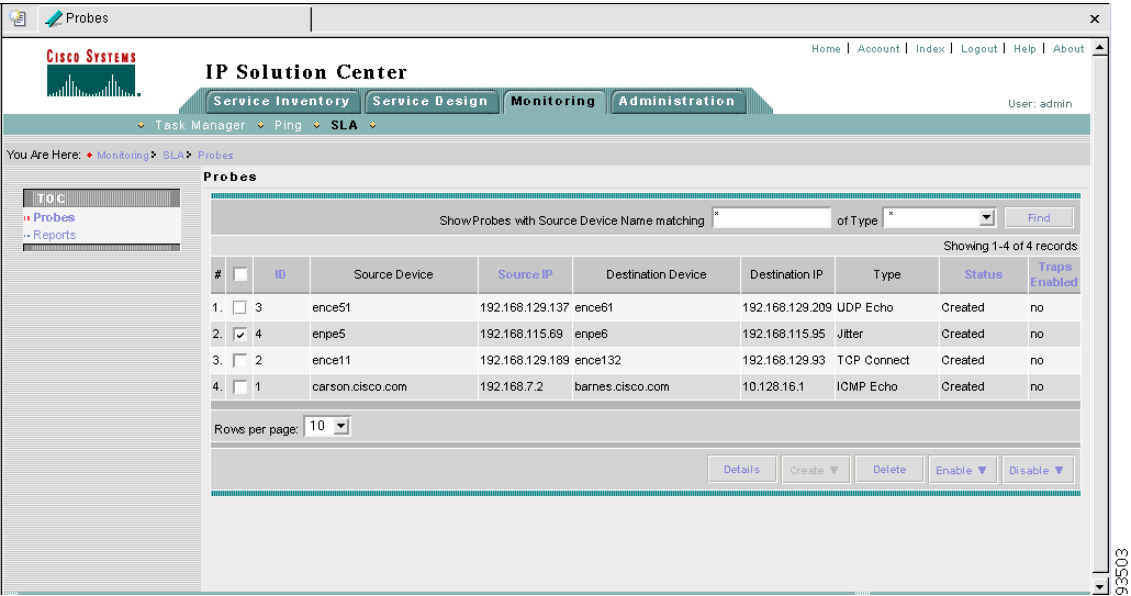 Probes
x
CISCO SYSTEMS
Home | Account | Index | Logout | Help | About
IP Solution Center
Service Inventory Service Design Monitoring Administration
User: admin
Task Manager Ping SLA
You Are Here: Monitoring SLA Probes
Probes
TOC
Probes
Reports
Show Probes with Source Device Name matching * of Type * Find
Showing 1-4 of 4 records
# ID Source Device Source IP Destination Device Destination IP Type Status Traps Enabled
1. 3 ence51 192.168.129.137 ence61 192.168.129.209 UDP Echo Created no
2. 4 enpe5 192.168.115.69 enpe6 192.168.115.95 Jitter Created no
3. 2 ence11 192.168.129.189 ence132 192.168.129.93 TCP Connect Created no
4. 1 carson.cisco.com 192.168.7.2 barnes.cisco.com 10.128.16.1 ICMP Echo Created no
Rows per page: 10
Details Create Delete Enable Disable
93503